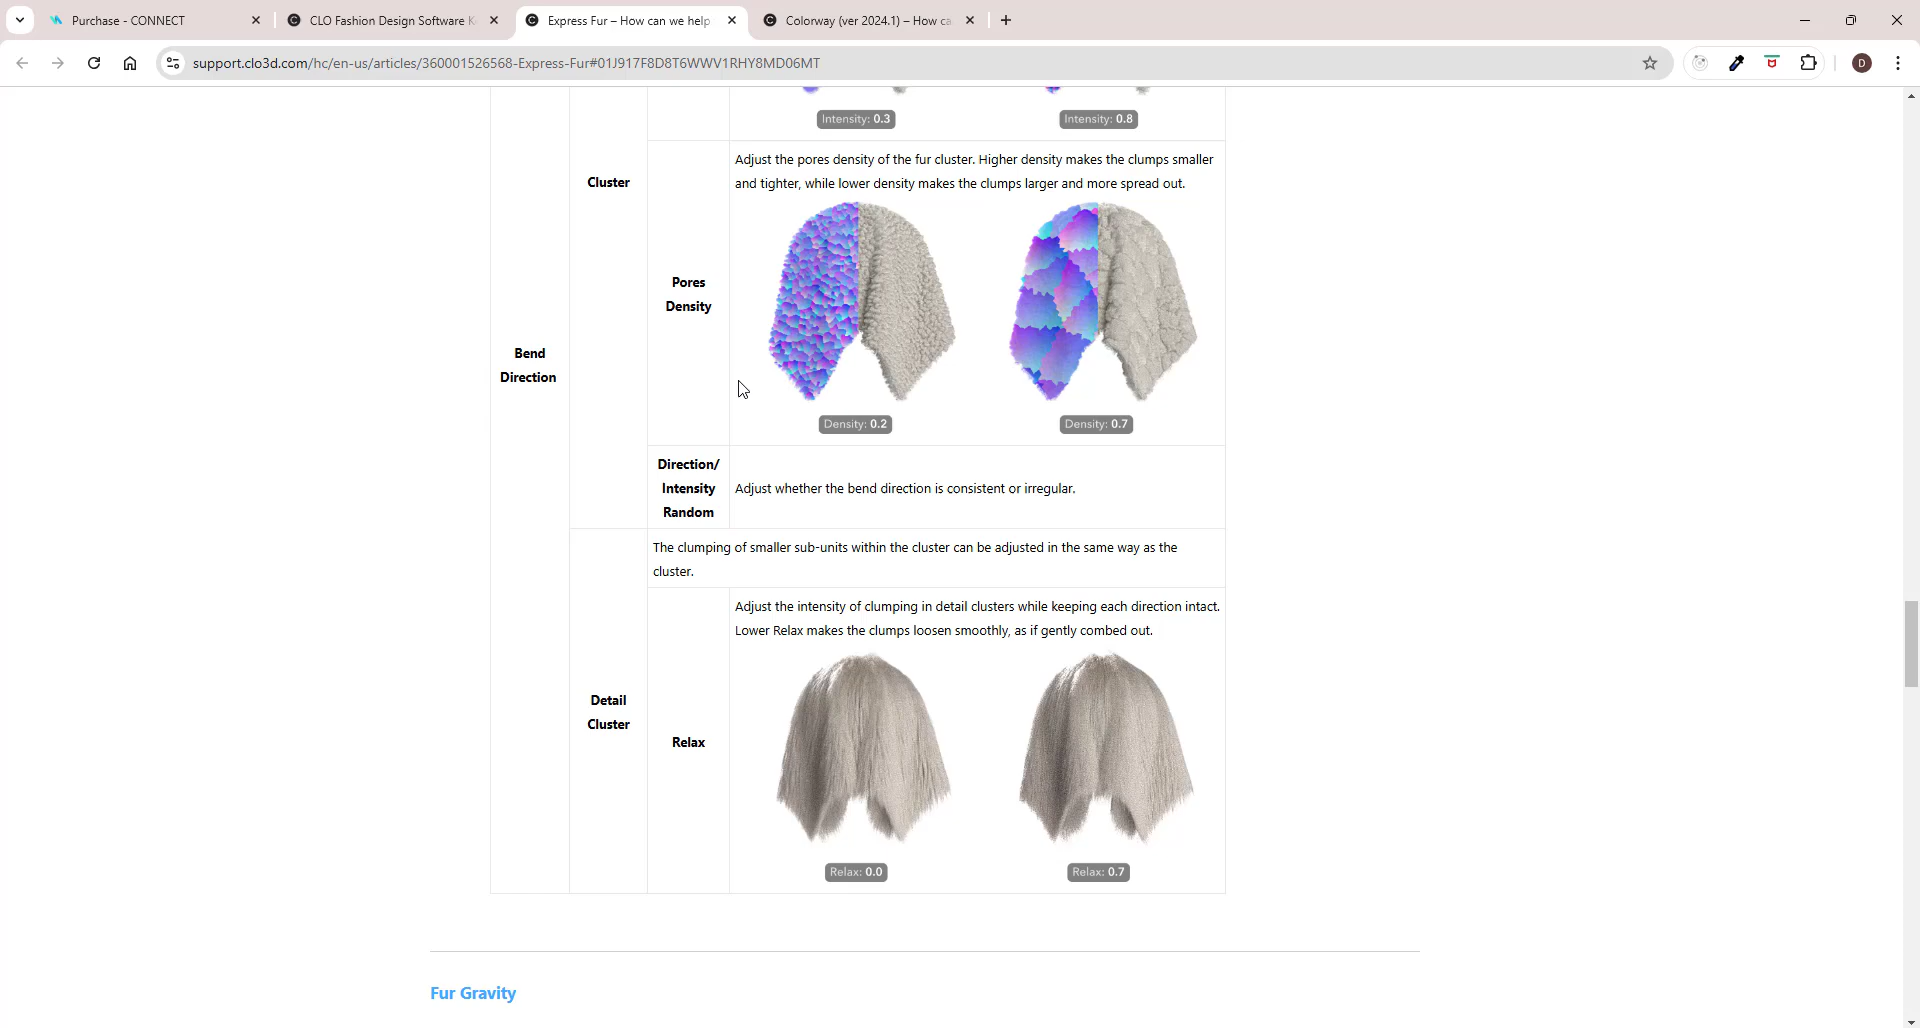 Purchase - CONNECT
CLO Fashion Design Software K
Express Fur – How can we help
Colorway (ver 2024.1) – How ca
support.clo3d.com/hc/en-us/articles/360001526568-Express-Fur#01J917F8D8T6WWV1RHY8MD06MT
D
Intensity: 0.3
Intensity: 0.8
Bend
Direction
Cluster
Pores
Density
Adjust the pores density of the fur cluster. Higher density makes the clumps smaller
and tighter, while lower density makes the clumps larger and more spread out.
Density: 0.2
Density: 0.7
Direction/
Intensity
Random
Adjust whether the bend direction is consistent or irregular.
Detail
Cluster
The clumping of smaller sub-units within the cluster can be adjusted in the same way as the
cluster.
Relax
Adjust the intensity of clumping in detail clusters while keeping each direction intact.
Lower Relax makes the clumps loosen smoothly, as if gently combed out.
Relax: 0.0
Relax: 0.7
Fur Gravity